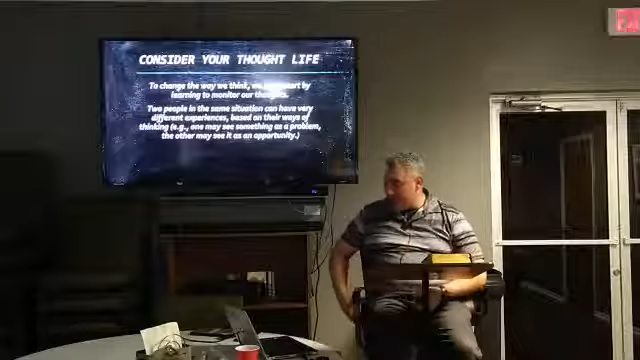 CONSIDER YOUR THOUGHT LIFE
To change the way we think, we must start by
learning to monitor our thoughts.
Two people in the same situation can have very
different experiences, based on their ways of
thinking (e.g., one may see something as a problem,
the other may see it as an opportunity.)
EXIT